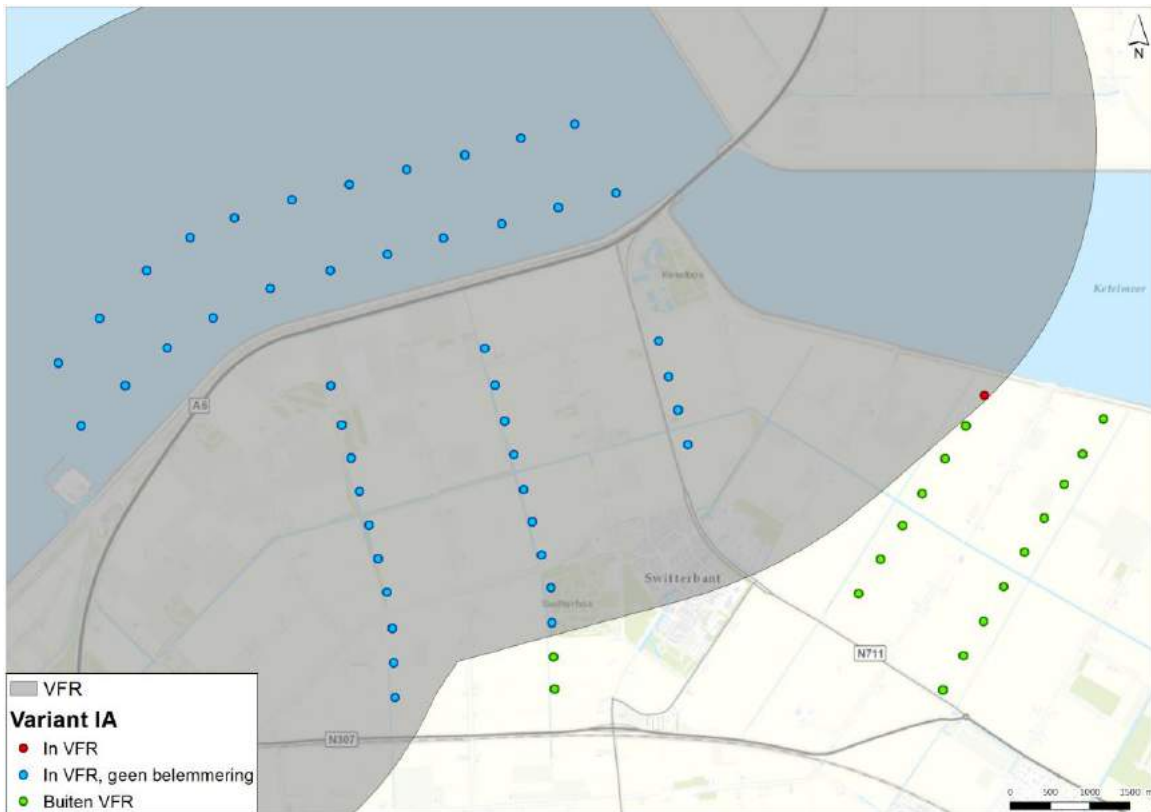 N
Ketelmeer
A6
Swifterbant
N711
N307
VFR
Variant IA
In VFR
In VFR, geen belemmering
Buiten VFR
0 500 1000 1500 m